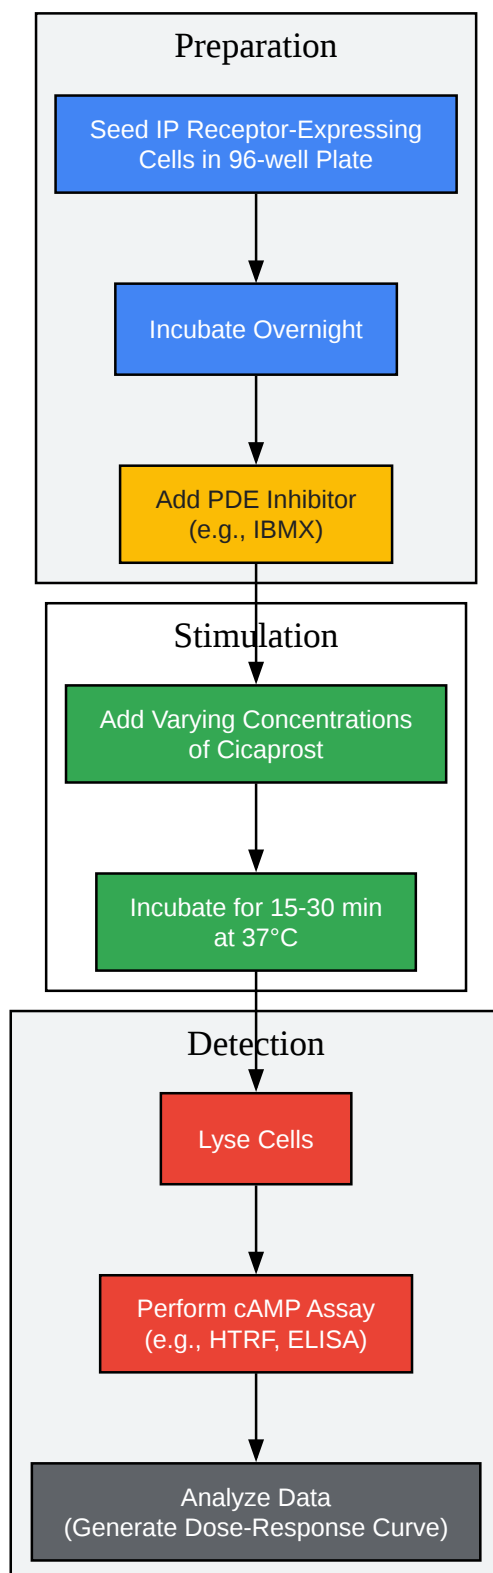 Preparation
Seed IP Receptor-Expressing
Cells in 96-well Plate
Incubate Overnight
Add PDE Inhibitor
(e.g., IBMX)
Stimulation
Add Varying Concentrations
of Cicaprost
Incubate for 15-30 min
at 37°C
Detection
Lyse Cells
Perform cAMP Assay
(e.g., HTRF, ELISA)
Analyze Data
(Generate Dose-Response Curve)